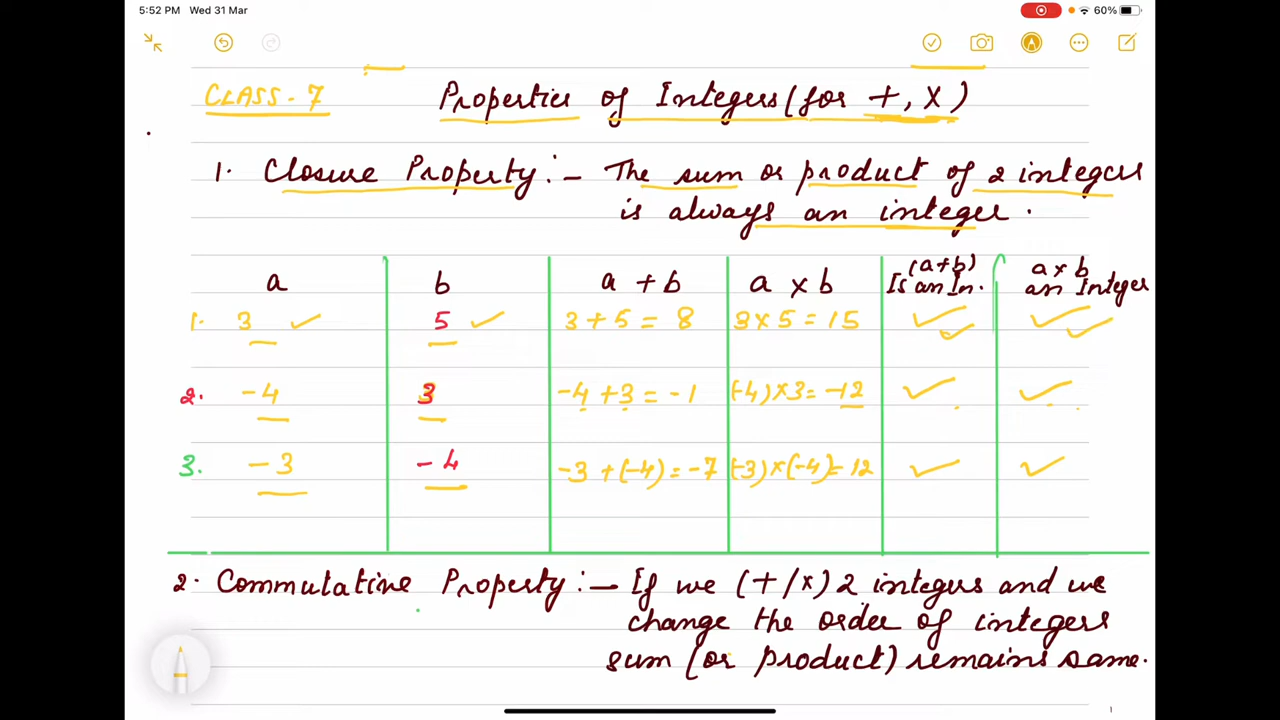 5:52 PM Wed 31 Mar 60%
CLASS-7 Properties of Integers (for +, x)
1. Closure Property :- The sum or product of 2 integers
is always an integer.
a b a + b a x b (a+b) Is an In. a x b an Integer
1. 3 ✓ 5 ✓ 3 + 5 = 8 3 x 5 = 15 ✓ ✓ ✓ ✓
2. -4 3 -4 + 3 = -1 (-4) x 3 = -12 ✓ ✓
3. -3 -4 -3 + (-4) = -7 (-3) x (-4) = 12 ✓ ✓
2. Commutative Property :- If we (+/x) 2 integers and we
change the order of integers
sum (or product) remains same.
1